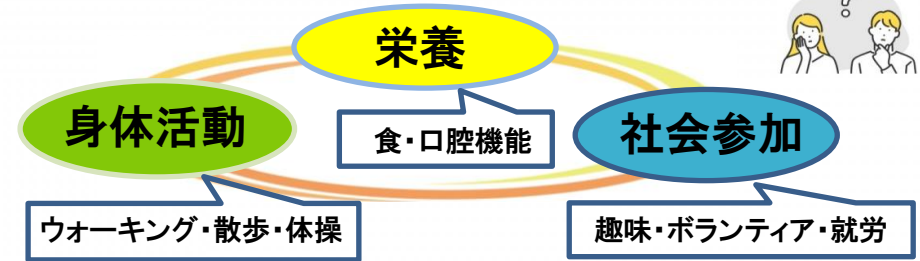 栄養
身体活動
食・口腔機能
社会参加
ウォーキング・散歩・体操
趣味・ボランティア・就労
?